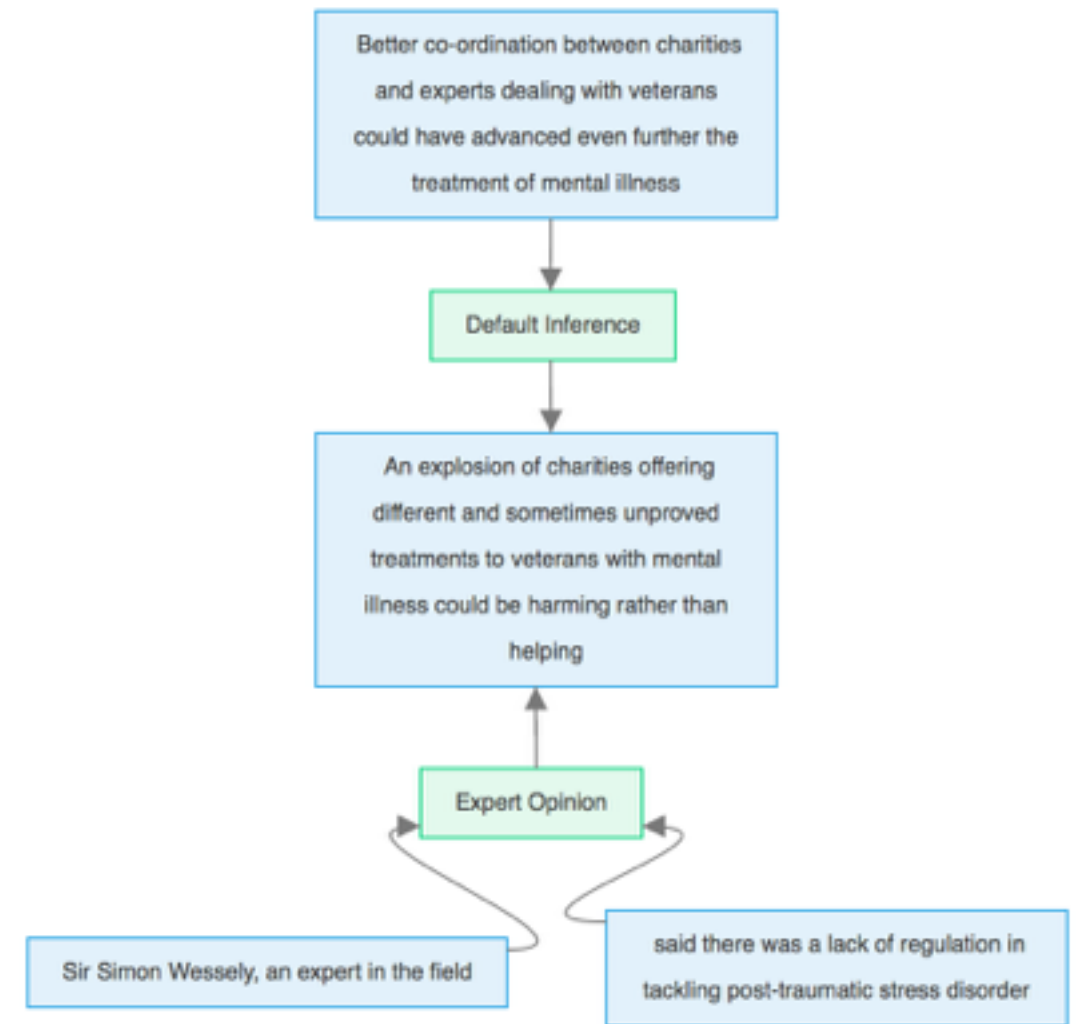 Better co-ordination between charities
and experts dealing with veterans
could have advanced even further the
treatment of mental illness
Default Inference
An explosion of charities offering
different and sometimes unproved
treatments to veterans with mental
illness could be harming rather than
helping
Expert Opinion
Sir Simon Wessely, an expert in the field
said there was a lack of regulation in
tackling post-traumatic stress disorder